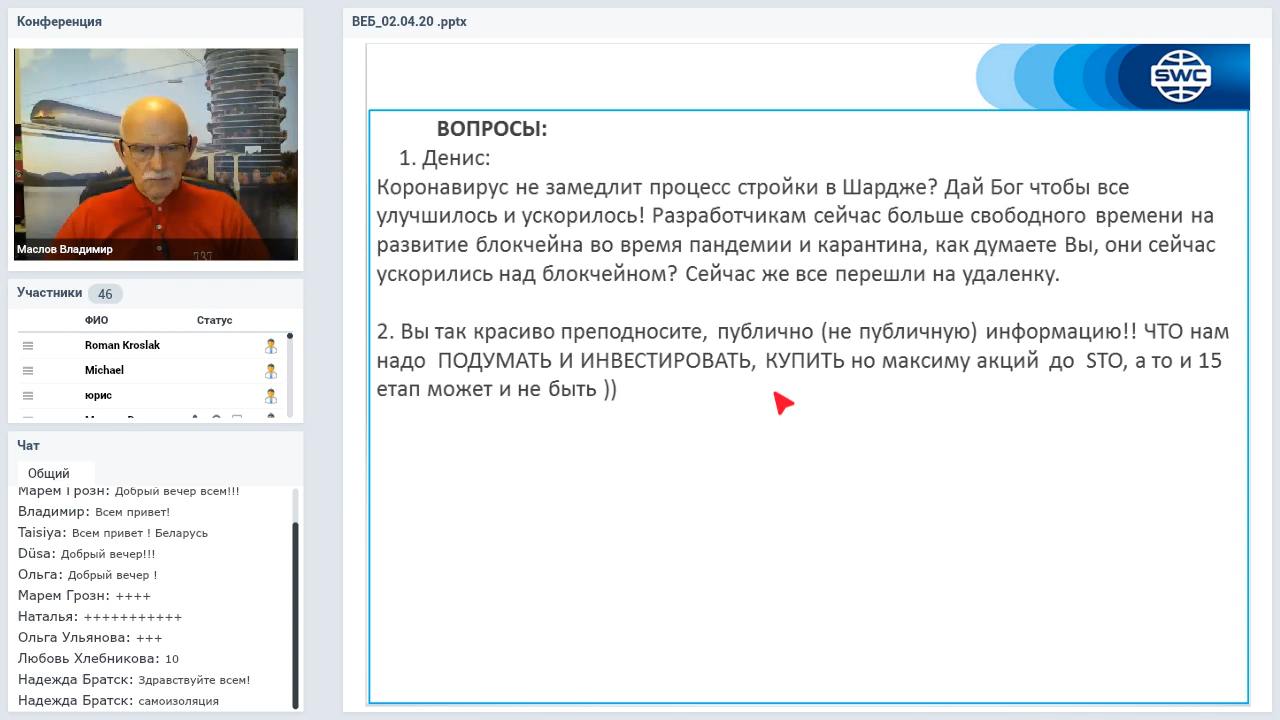 Конференция
Маслов Владимир
737
Участники 46
ФИО Статус
Roman Kroslak
Michael
юрис
Чат
Общий
Марем Грозн: Добрый вечер всем!!!
Владимир: Всем привет!
Taisiya: Всем привет ! Беларусь
Düsa: Добрый вечер!!!
Ольга: Добрый вечер !
Марем Грозн: ++++
Наталья: +++++++++++
Ольга Ульянова: +++
Любовь Хлебникова: 10
Надежда Братск: Здравствуйте всем!
Надежда Братск: самоизоляция
ВЕБ_02.04.20 .pptx
SWC
ВОПРОСЫ:
1. Денис:
Коронавирус не замедлит процесс стройки в Шардже? Дай Бог чтобы все
улучшилось и ускорилось! Разработчикам сейчас больше свободного времени на
развитие блокчейна во время пандемии и карантина, как думаете Вы, они сейчас
ускорились над блокчейном? Сейчас же все перешли на удаленку.
2. Вы так красиво преподносите, публично (не публичную) информацию!! ЧТО нам
надо ПОДУМАТЬ И ИНВЕСТИРОВАТЬ, КУПИТЬ но максиму акций до STO, а то и 15
етап может и не быть ))